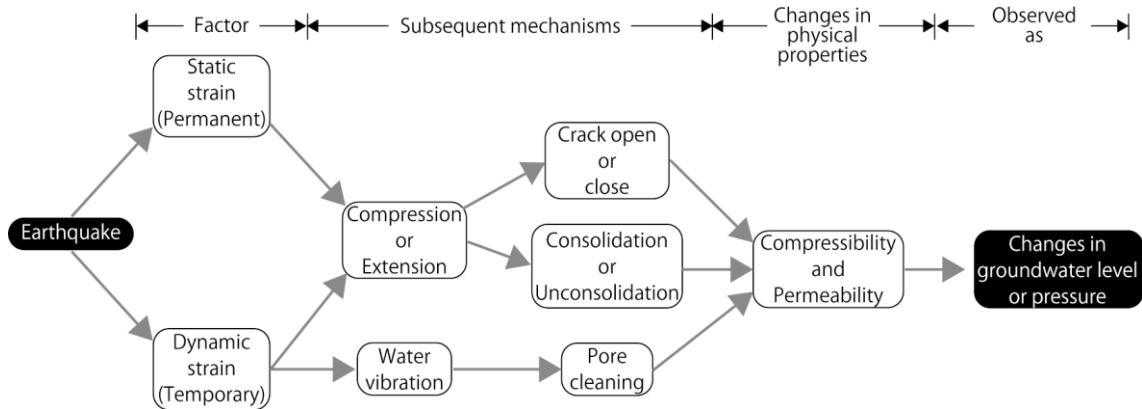 Factor
Subsequent mechanisms
Changes in
physical
properties
Observed
as
Static
strain
(Permanent)
Crack open
or
close
Earthquake
Compression
or
Extension
Consolidation
or
Unconsolidation
Compressibility
and
Permeability
Changes in
groundwater level
or pressure
Dynamic
strain
(Temporary)
Water
vibration
Pore
cleaning